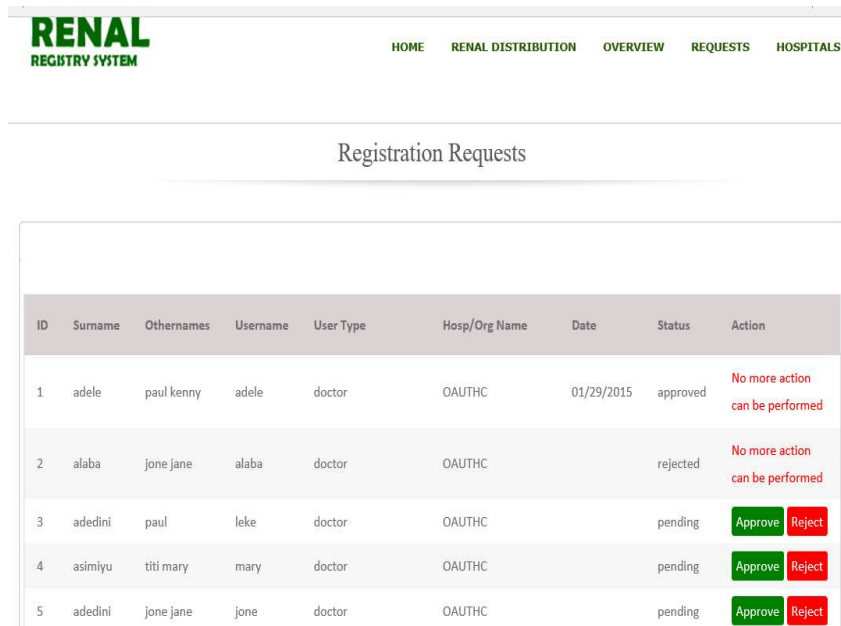 RENAL
REGISTRY SYSTEM
HOME RENAL DISTRIBUTION OVERVIEW REQUESTS HOSPITALS
Registration Requests
ID Surname Othernames Username User Type Hosp/Org Name Date Status Action
1 adele paul kenny adele doctor OAUTHC 01/29/2015 approved No more action
can be performed
2 alaba jone jane alaba doctor OAUTHC rejected No more action
can be performed
3 adedini paul leke doctor OAUTHC pending Approve Reject
4 asimiyu titi mary mary doctor OAUTHC pending Approve Reject
5 adedini jone jane jone doctor OAUTHC pending Approve Reject